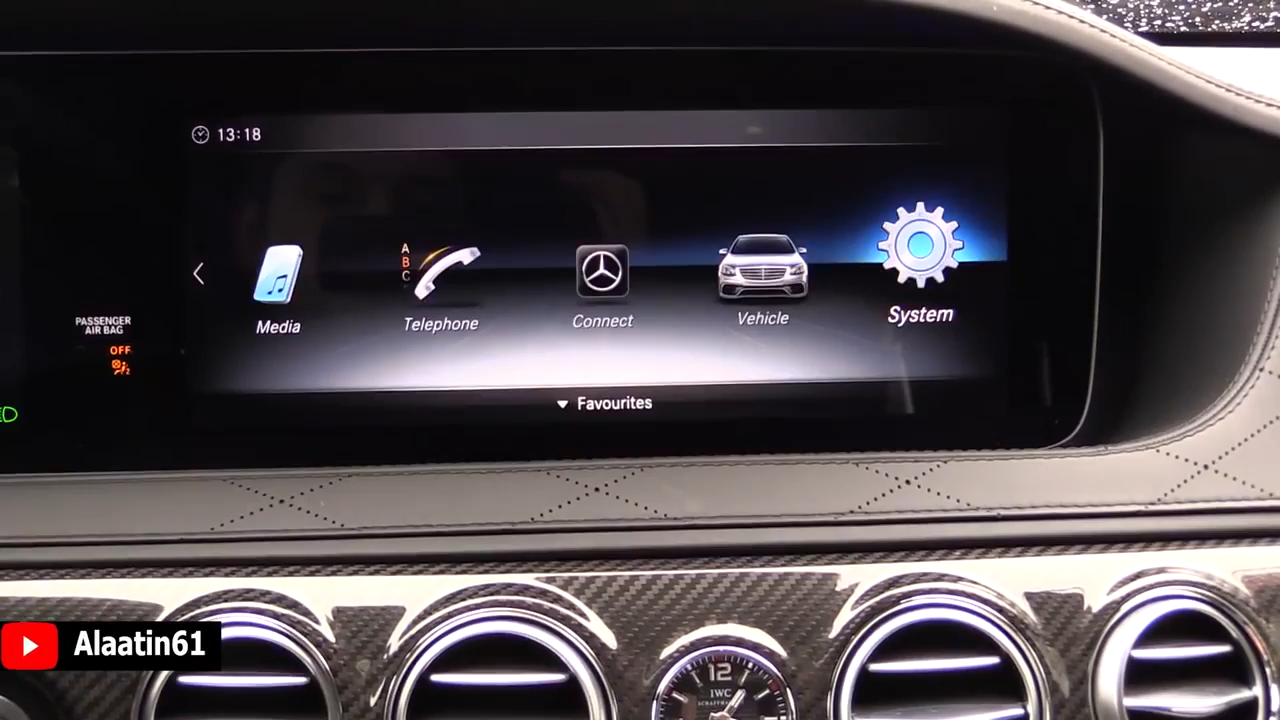 13:18
A
B
C
Media
Telephone
Connect
Vehicle
System
PASSENGER
AIR BAG
OFF
Favourites
Alaatin61
12
IWC